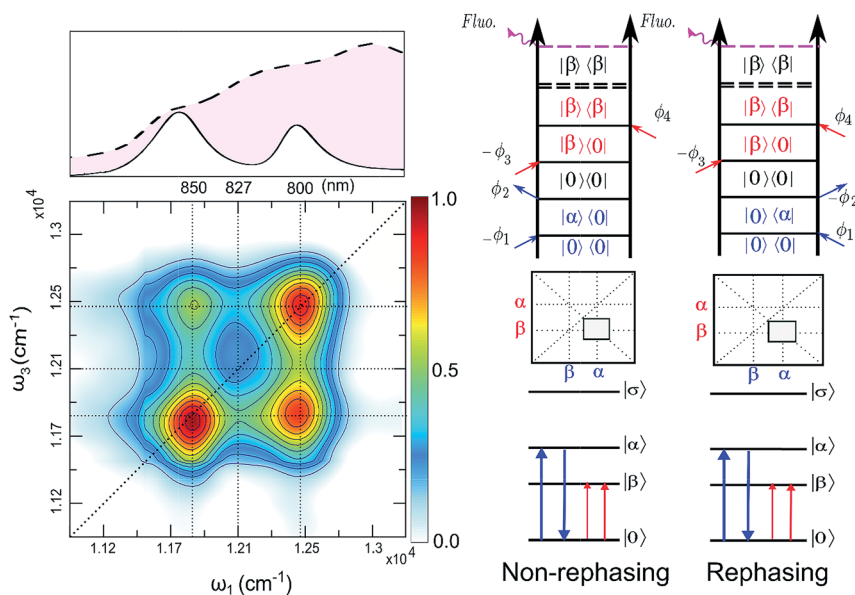 850 827 800 (nm)
×10⁴
1.0
0.5
0.0
1.3
1.25
1.21
1.17
1.12
ω₃ (cm⁻¹)
1.12 1.17 1.21 1.25 1.3
×10⁴
ω₁ (cm⁻¹)
Fluo.
|β⟩ ⟨β|
|β⟩ ⟨β|
ϕ₄
|β⟩⟨0|
-ϕ₃
|0⟩⟨0|
ϕ₂
|α⟩⟨0|
-ϕ₁
|0⟩ ⟨0|
α
β
β α
|σ⟩
|α⟩
|β⟩
|0⟩
Non-rephasing
Fluo.
|β⟩ ⟨β|
|β⟩ ⟨β|
ϕ₄
|β⟩⟨0|
-ϕ₃
|0⟩⟨0|
-ϕ₂
|0⟩⟨α|
ϕ₁
|0⟩ ⟨0|
α
β
β α
|σ⟩
|α⟩
|β⟩
|0⟩
Rephasing